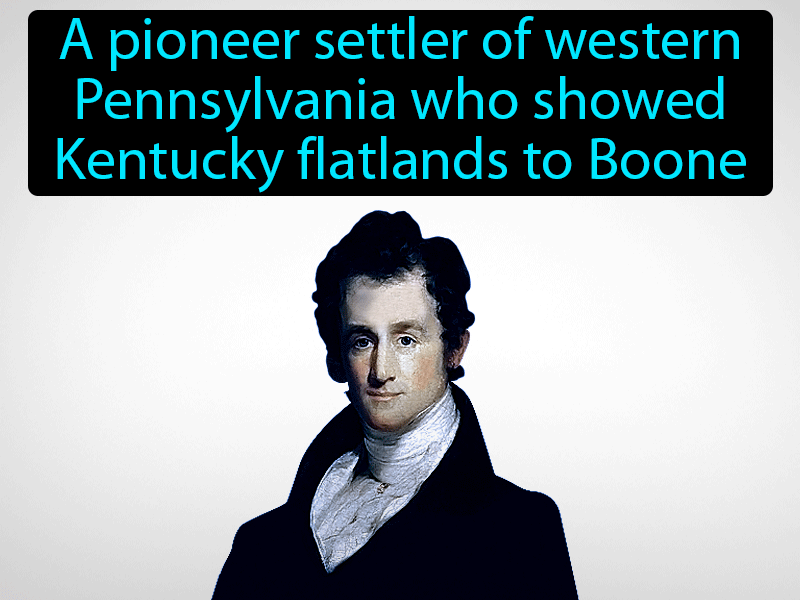 A pioneer settler of western
Pennsylvania who showed
Kentucky flatlands to Boone